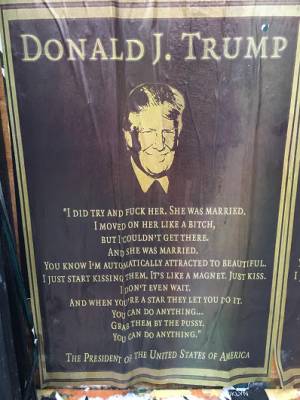 DONALD J. TRUMP
"I DID TRY AND FUCK HER. SHE WAS MARRIED.
I MOVED ON HER LIKE A BITCH,
BUT I COULDN'T GET THERE.
AND SHE WAS MARRIED.
YOU KNOW I'M AUTOMATICALLY ATTRACTED TO BEAUTIFUL.
I JUST START KISSING THEM. IT'S LIKE A MAGNET. JUST KISS.
I DON'T EVEN WAIT.
AND WHEN YOU'RE A STAR THEY LET YOU DO IT.
YOU CAN DO ANYTHING...
GRAB THEM BY THE PUSSY.
YOU CAN DO ANYTHING."
THE PRESIDENT OF THE UNITED STATES OF AMERICA